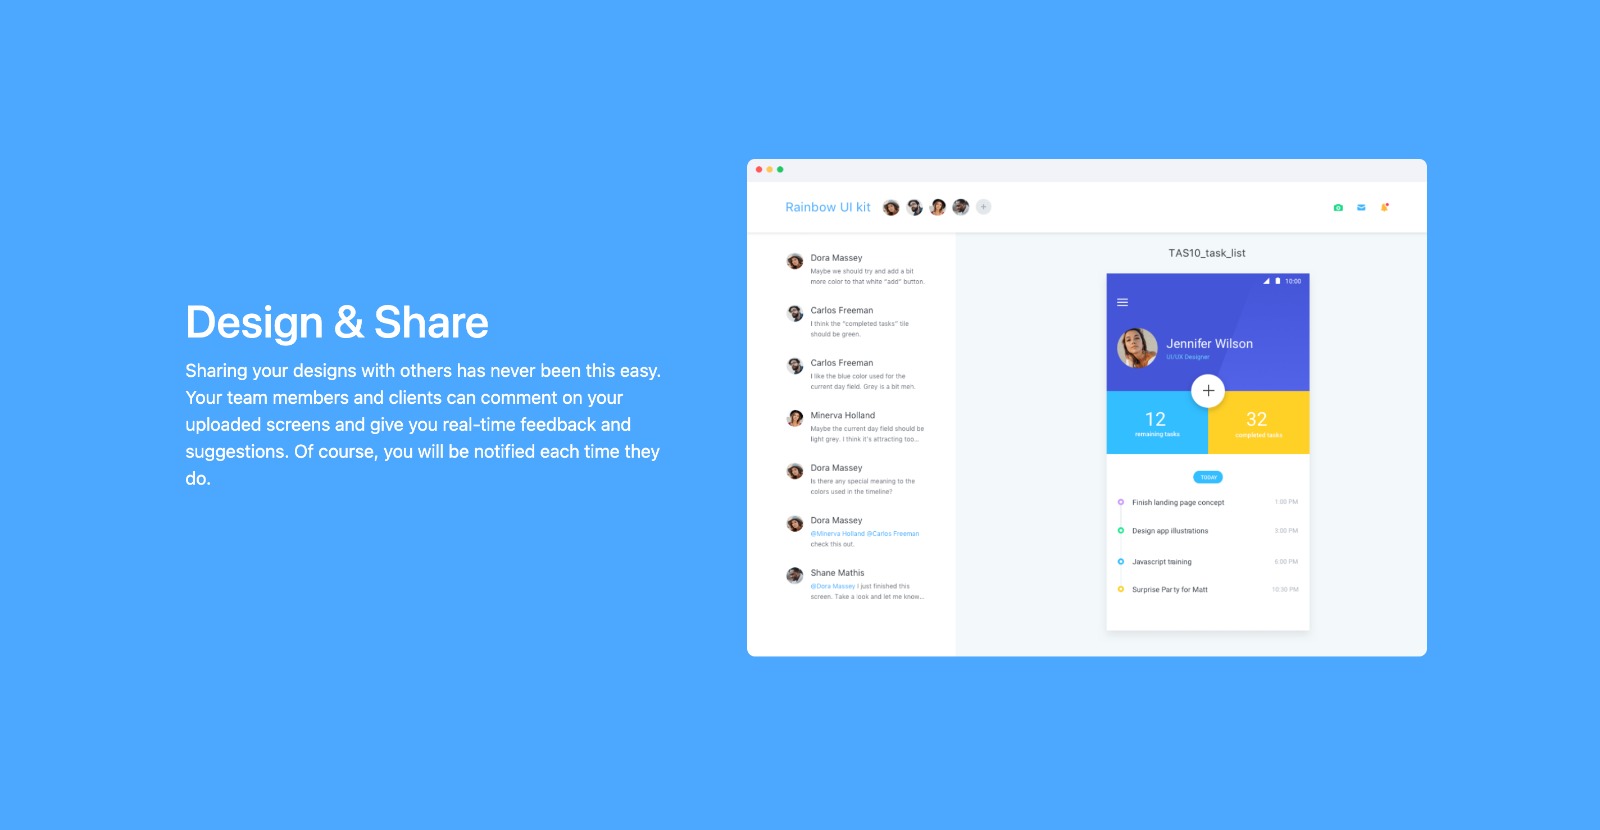 Design & Share
Sharing your designs with others has never been this easy.
Your team members and clients can comment on your
uploaded screens and give you real-time feedback and
suggestions. Of course, you will be notified each time they
do.
Rainbow UI kit
+
Dora Massey
Maybe we should try and add a bit
more color to that white "add" button.
Carlos Freeman
I think the "completed tasks" tile
should be green.
Carlos Freeman
I like the blue color used for the
current day field. Grey is a bit meh.
Minerva Holland
Maybe the current day field should be
light grey. I think it's attracting too...
Dora Massey
Is there any special meaning to the
colors used in the timeline?
Dora Massey
@Minerva Holland @Carlos Freeman
check this out.
Shane Mathis
@Dora Massey I just finished this
screen. Take a look and let me know...
TAS10_task_list
10:00
Jennifer Wilson
UI/UX Designer
+
12
remaining tasks
32
completed tasks
TODAY
Finish landing page concept 1:00 PM
Design app illustrations 3:00 PM
Javascript training 6:00 PM
Surprise Party for Matt 10:30 PM